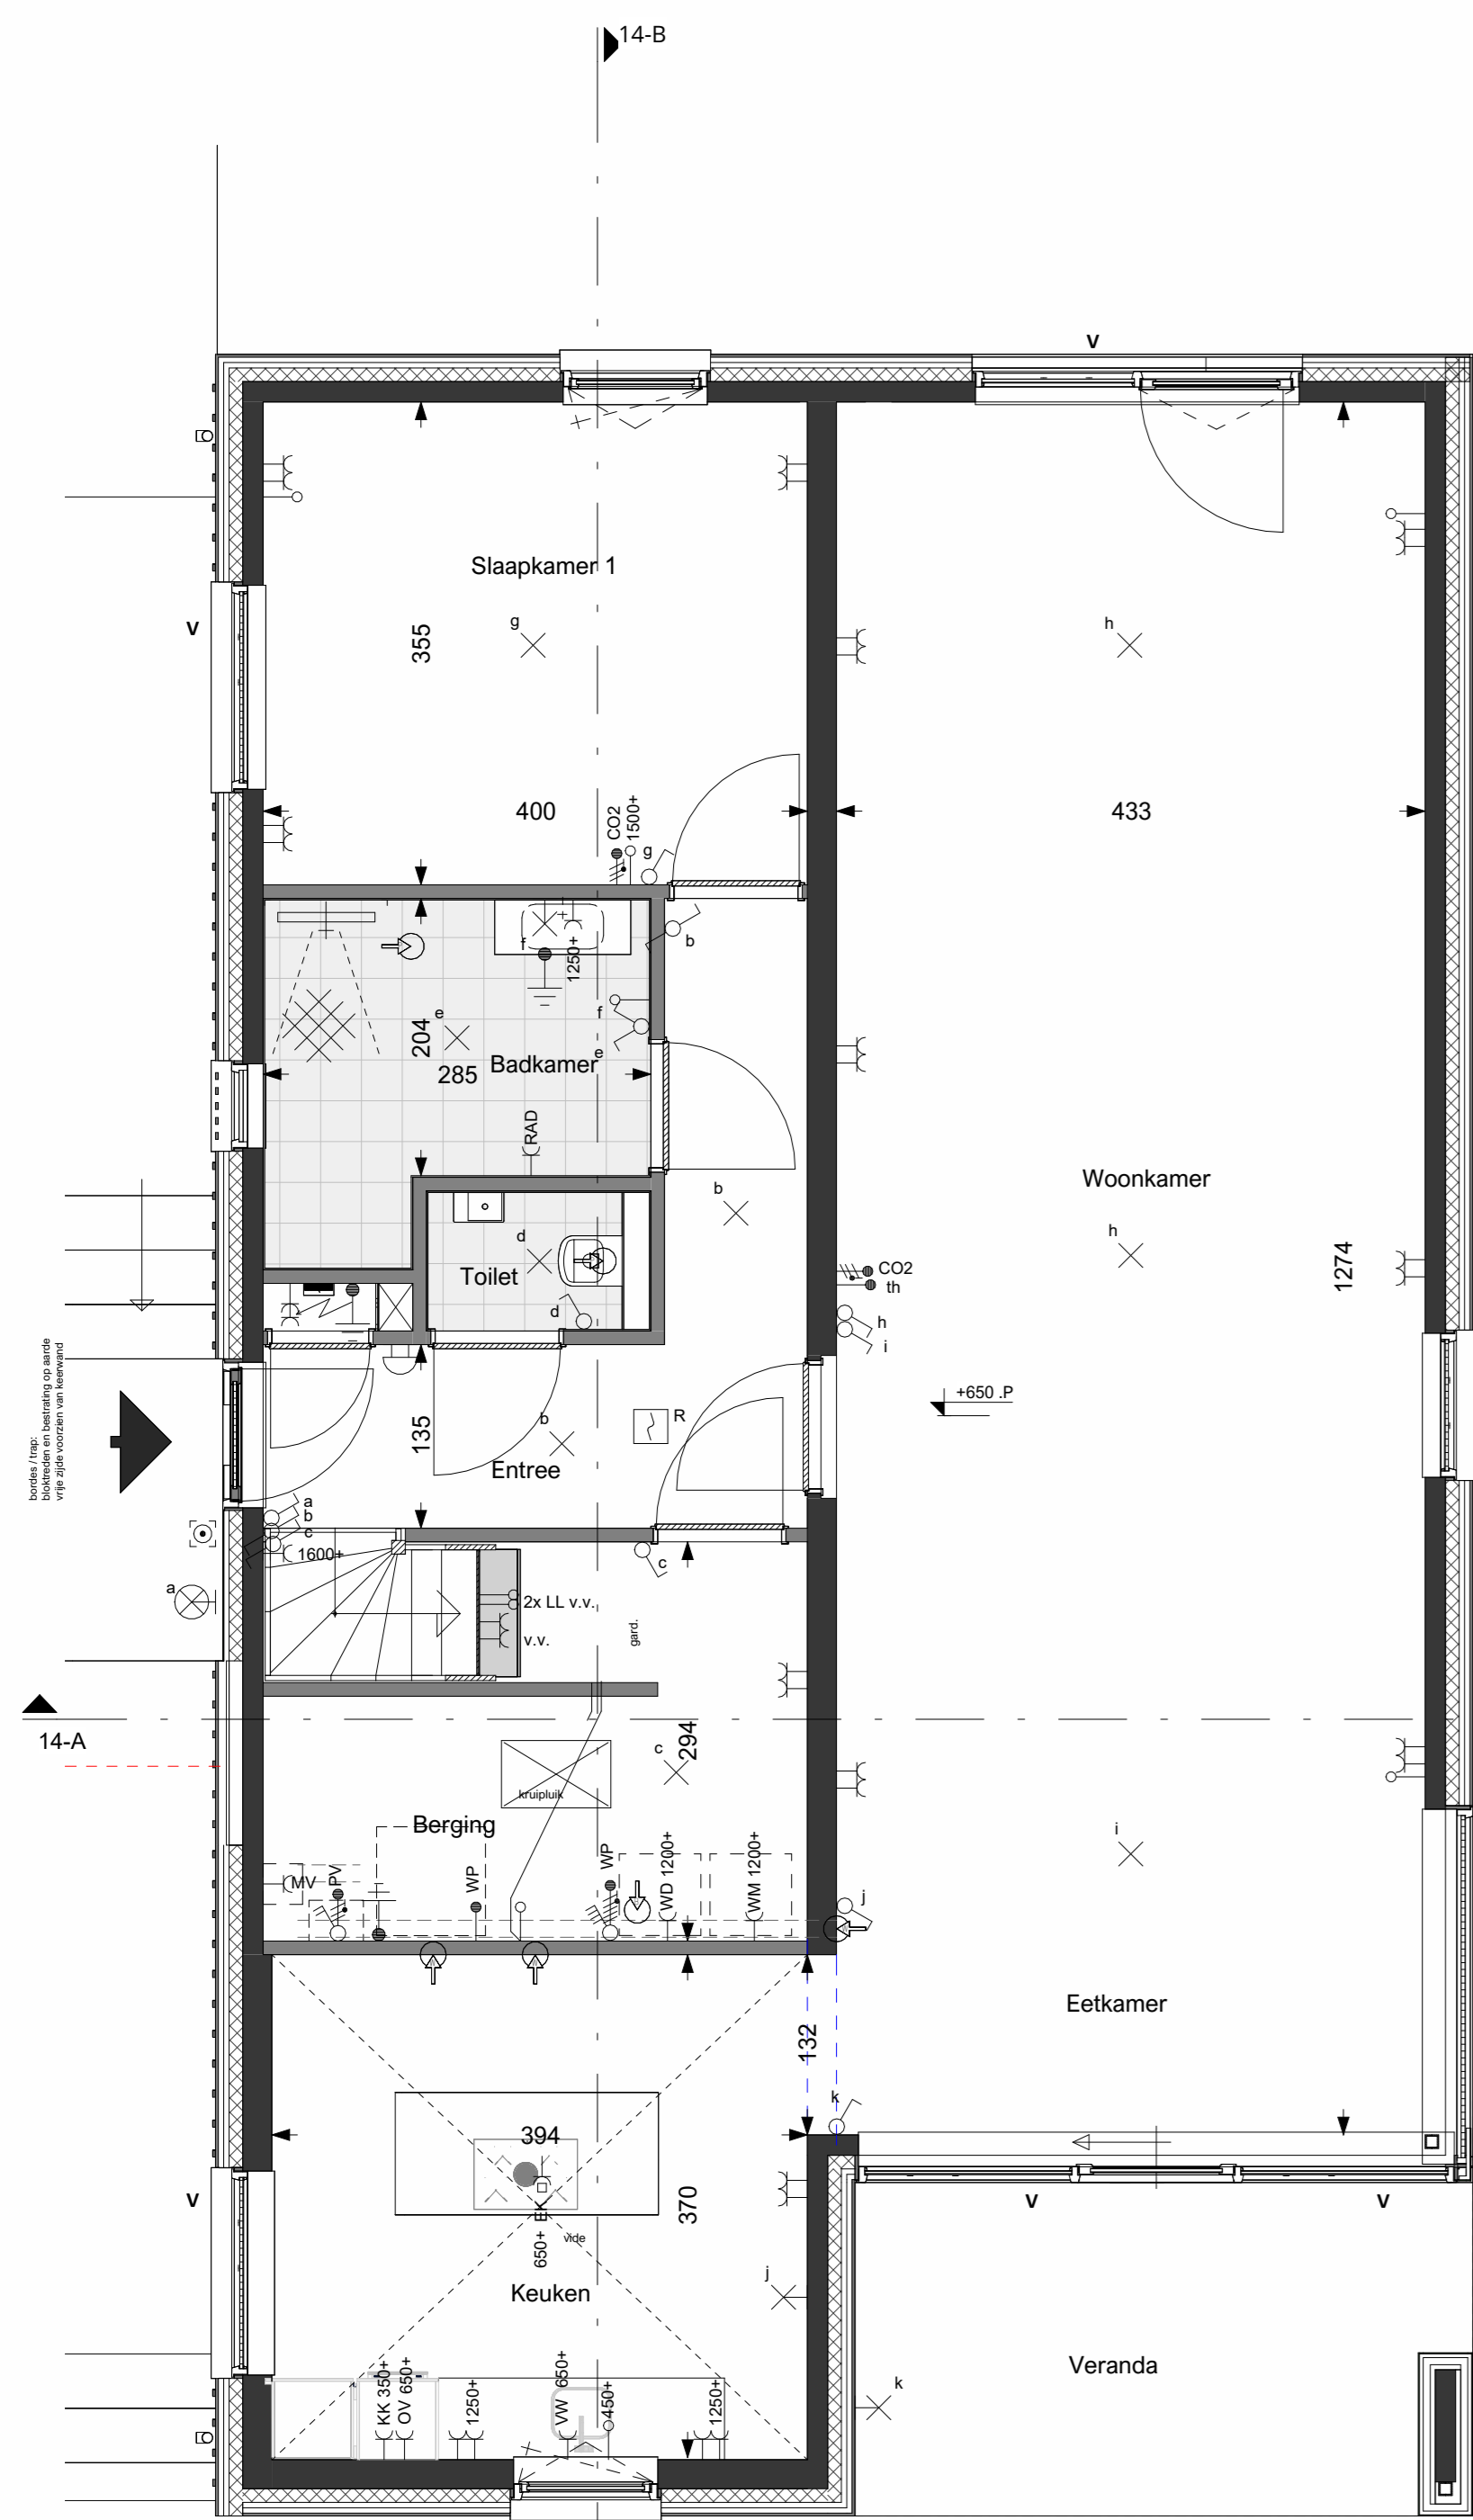 14-B
V
Slaapkamer 1
V
g
h
355
400
433
CO2
1500+
g
b
f
1250+
f
e
204
e
Badkamer
285
RAD
b
Woonkamer
d
Toilet
h
1274
CO2
th
d
h
i
bordes / trap:
bloktreden en bestrating op aarde
vrije zijde voorzien van keerwand
+650 .P
R
135
b
Entree
a
b
c
1600+
c
a
2x LL v.v.
gard.
v.v.
14-A
294
c
kruipluik
Berging
i
MV
PV
WP
WP
WD 1200+
WM 1200+
j
Eetkamer
132
k
394
V
650+ EK
370
V
V
vide
j
Keuken
Veranda
k
KK 350+
OV 650+
1250+
VW 650+
450+
1250+